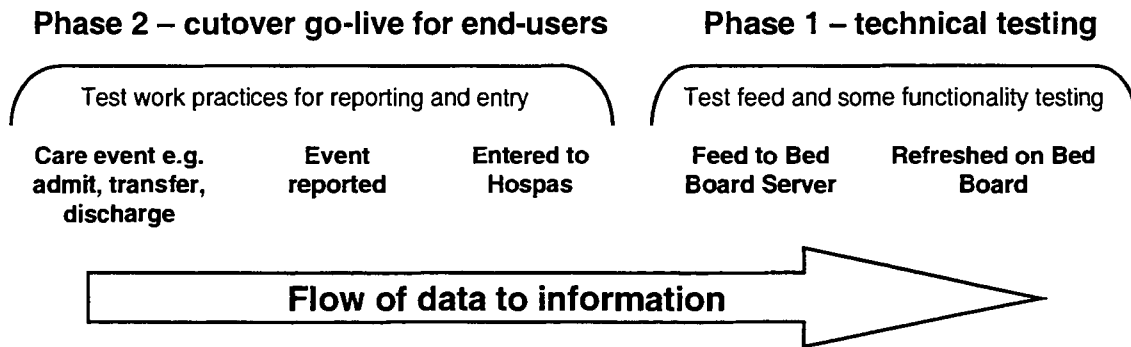 Phase 2 – cutover go-live for end-users
Phase 1 – technical testing
Test work practices for reporting and entry
Test feed and some functionality testing
Care event e.g.
admit, transfer,
discharge
Event
reported
Entered to
Hospas
Feed to Bed
Board Server
Refreshed on Bed
Board
Flow of data to information